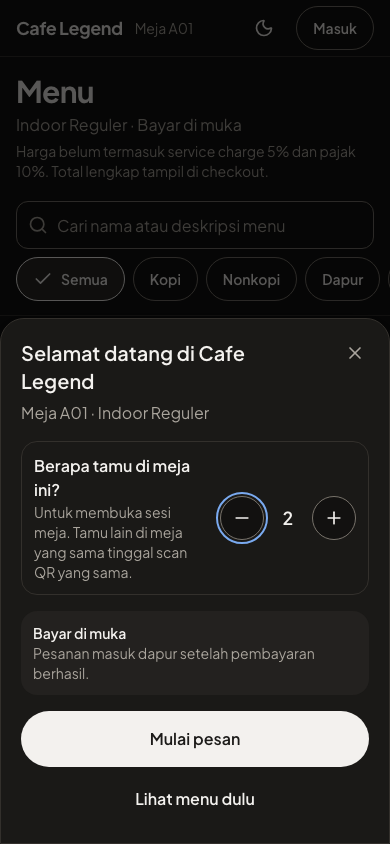 Cafe Legend
Meja A01
Masuk
Menu
Indoor Reguler · Bayar di muka
Harga belum termasuk service charge 5% dan pajak
10%. Total lengkap tampil di checkout.
Cari nama atau deskripsi menu
Semua
Kopi
Nonkopi
Dapur
Selamat datang di Cafe
Legend
Meja A01 · Indoor Reguler
Berapa tamu di meja
ini?
Untuk membuka sesi
meja. Tamu lain di meja
yang sama tinggal scan
QR yang sama.
2
Bayar di muka
Pesanan masuk dapur setelah pembayaran
berhasil.
Mulai pesan
Lihat menu dulu